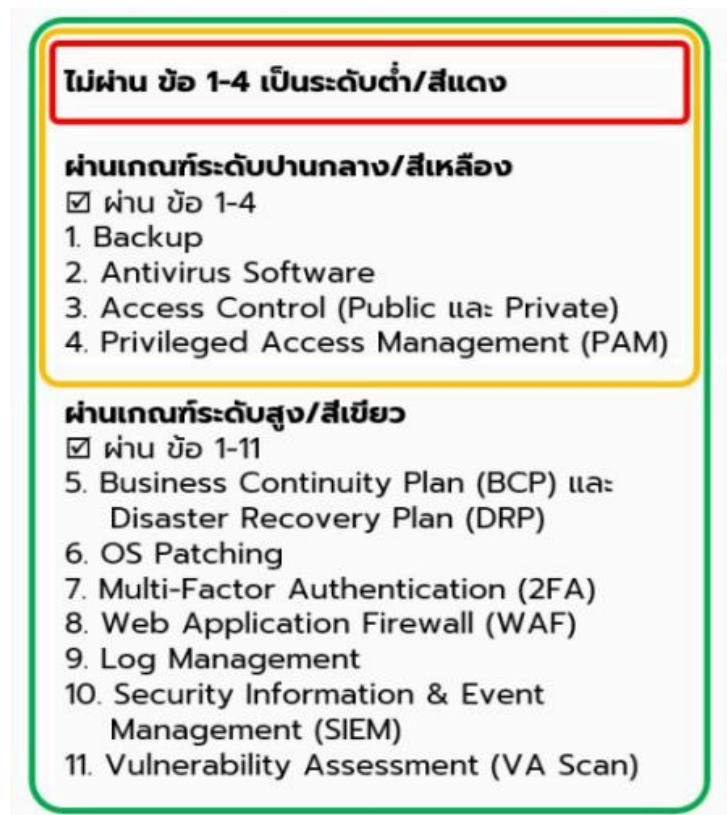 ไม่ผ่าน ข้อ 1-4 เป็นระดับต่ำ/สีแดง
ผ่านเกณฑ์ระดับปานกลาง/สีเหลือง
☑ ผ่าน ข้อ 1-4
1. Backup
2. Antivirus Software
3. Access Control (Public และ Private)
4. Privileged Access Management (PAM)
ผ่านเกณฑ์ระดับสูง/สีเขียว
☑ ผ่าน ข้อ 1-11
5. Business Continuity Plan (BCP) และ
Disaster Recovery Plan (DRP)
6. OS Patching
7. Multi-Factor Authentication (2FA)
8. Web Application Firewall (WAF)
9. Log Management
10. Security Information & Event
Management (SIEM)
11. Vulnerability Assessment (VA Scan)